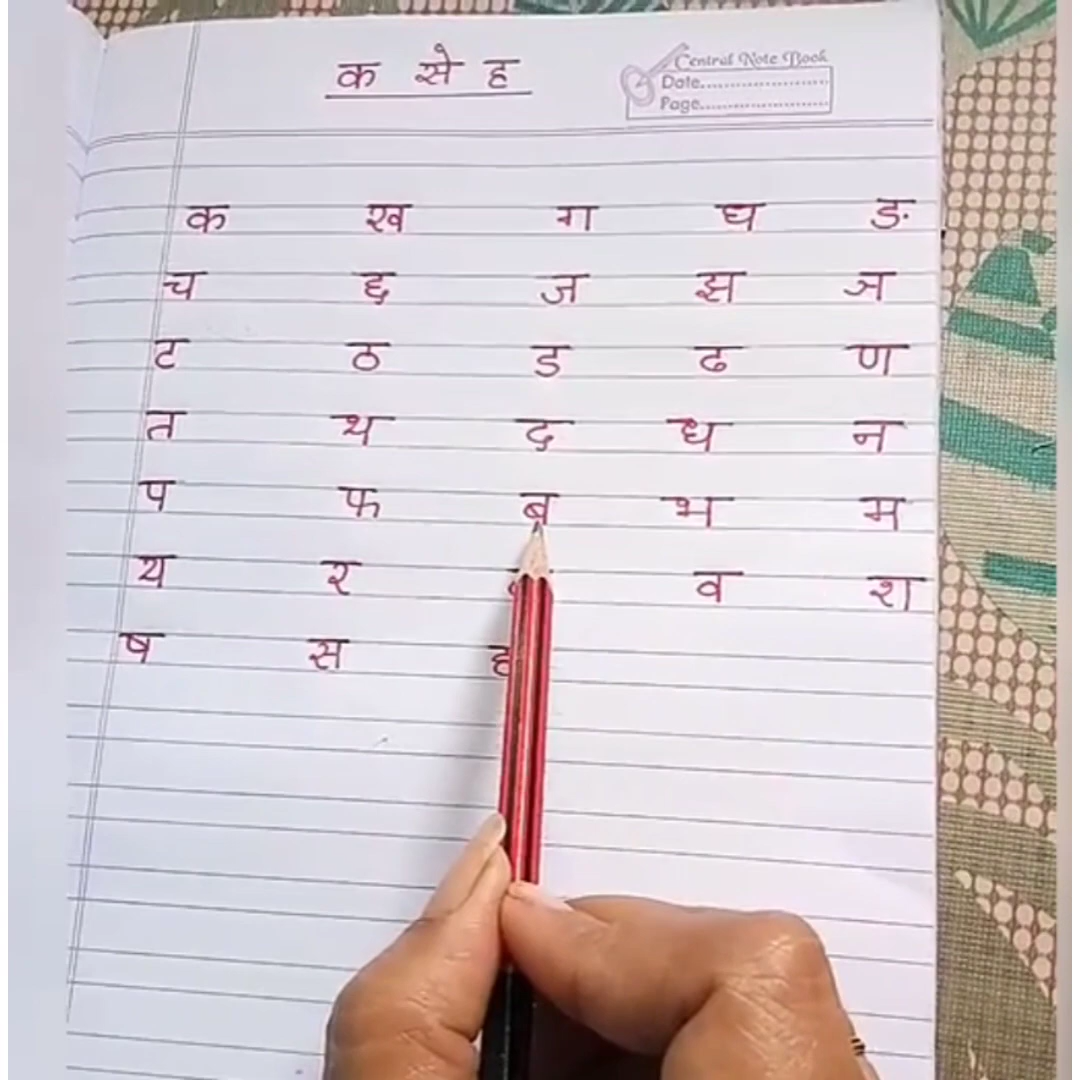 क से ह
Central Note Book
Date
Page
क ख ग घ ङ
च छ ज झ ञ
ट ठ ड ढ ण
त थ द ध न
प फ ब भ म
य र व श
ष स ह